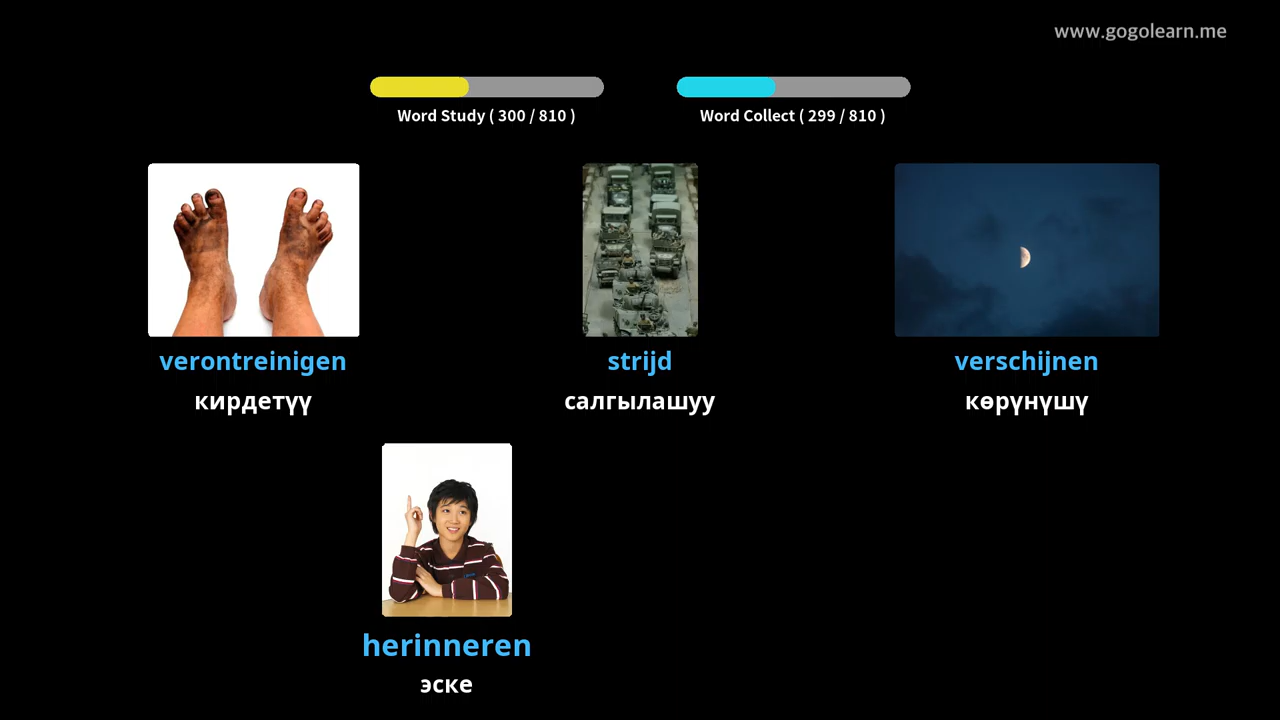 www.gogolearn.me
Word Study ( 300 / 810 )
Word Collect ( 299 / 810 )
verontreinigen
кирдетүү
strijd
салгылашуу
verschijnen
көрүнүшү
herinneren
эске